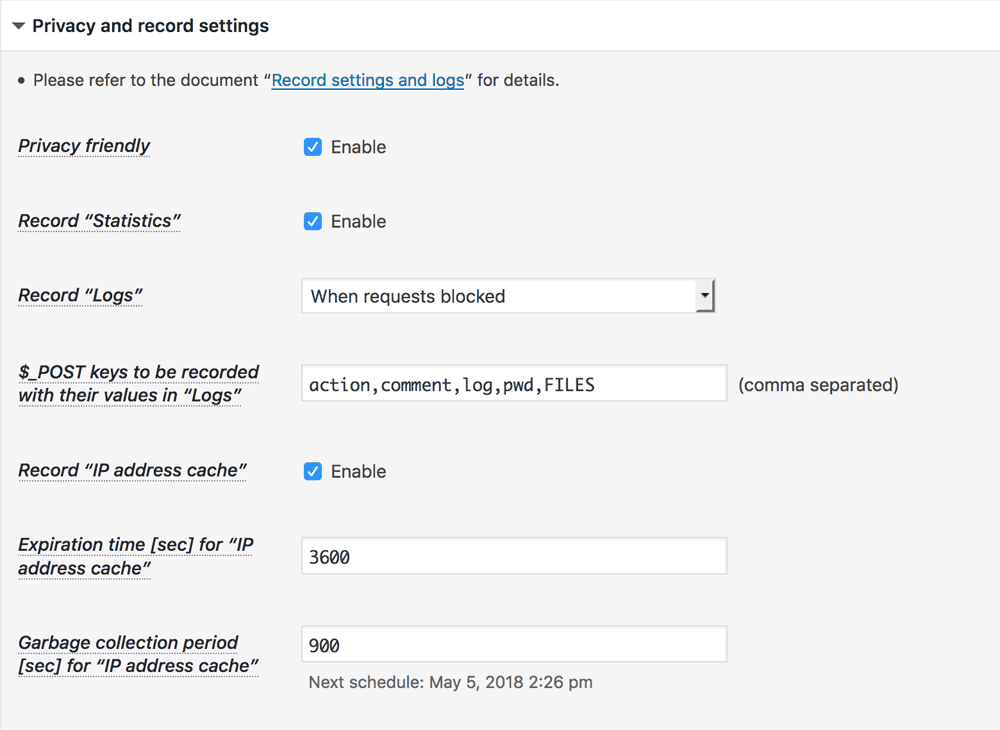 Privacy and record settings
• Please refer to the document “Record settings and logs” for details.
Privacy friendly
Enable
Record “Statistics”
Enable
Record “Logs”
When requests blocked
$_POST keys to be recorded
with their values in “Logs”
action,comment,log,pwd,FILES
(comma separated)
Record “IP address cache”
Enable
Expiration time [sec] for “IP
address cache”
3600
Garbage collection period
[sec] for “IP address cache”
900
Next schedule: May 5, 2018 2:26 pm